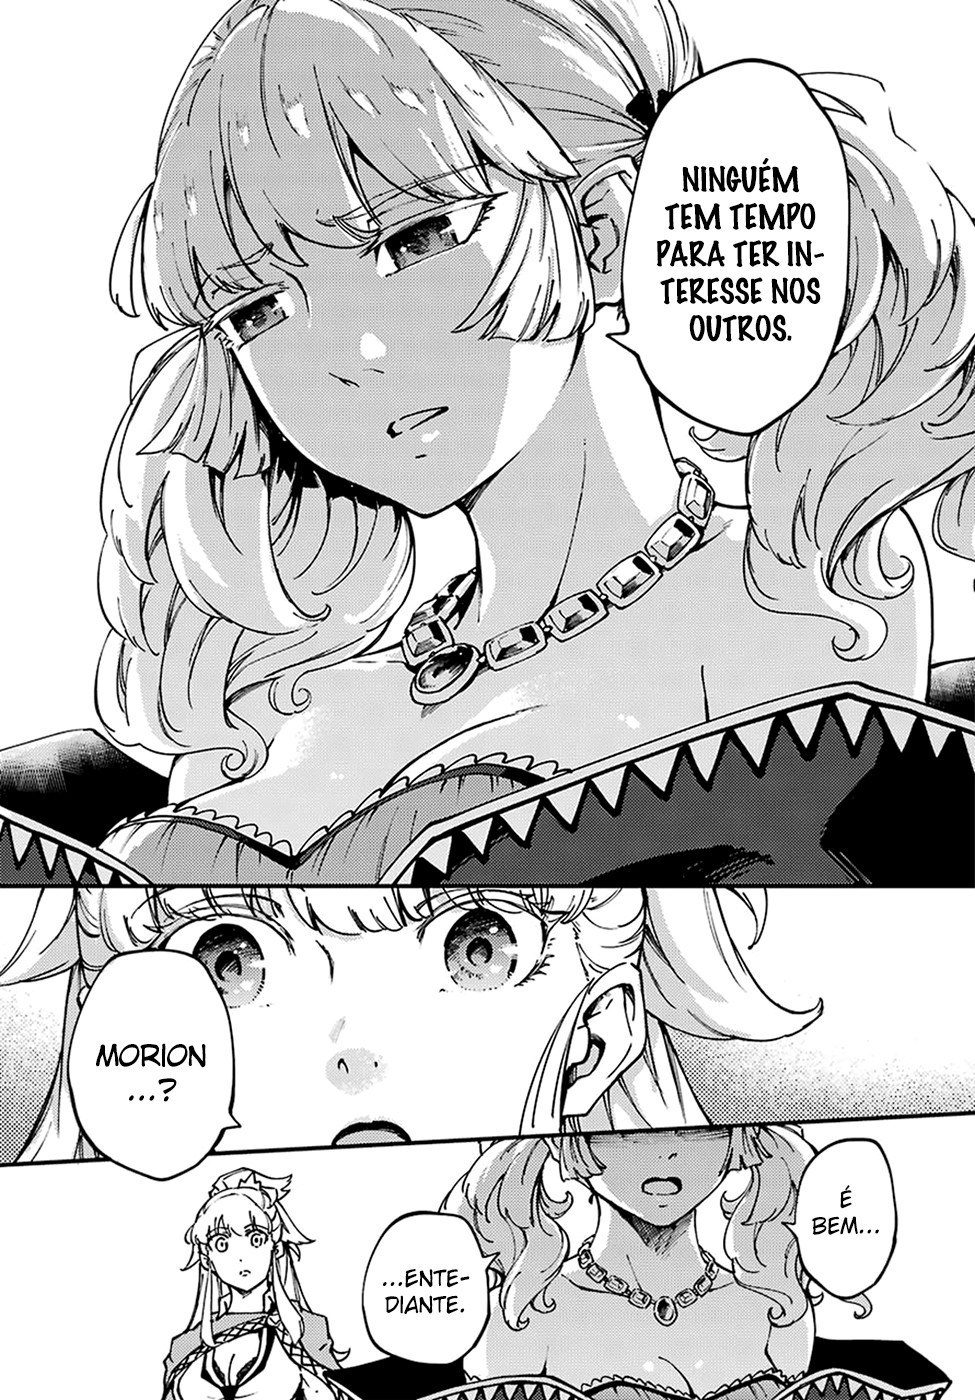 NINGUÉM
TEM TEMPO
PARA TER IN-
TERESSE NOS
OUTROS.
MORION
...?
É
BEM...
...ENTE-
DIANTE.